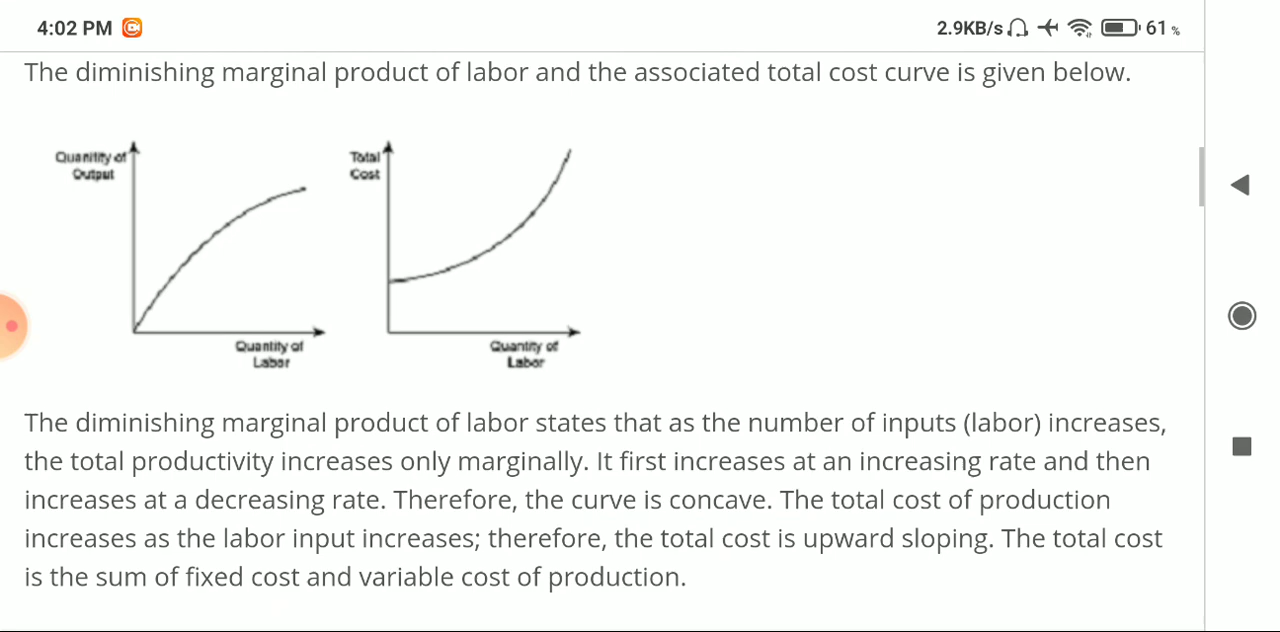 4:02 PM
2.9KB/s 61 %
The diminishing marginal product of labor and the associated total cost curve is given below.
Quanitity of
Output
Total
Cost
Quantity of
Labor
Quantity of
Labor
The diminishing marginal product of labor states that as the number of inputs (labor) increases,
the total productivity increases only marginally. It first increases at an increasing rate and then
increases at a decreasing rate. Therefore, the curve is concave. The total cost of production
increases as the labor input increases; therefore, the total cost is upward sloping. The total cost
is the sum of fixed cost and variable cost of production.